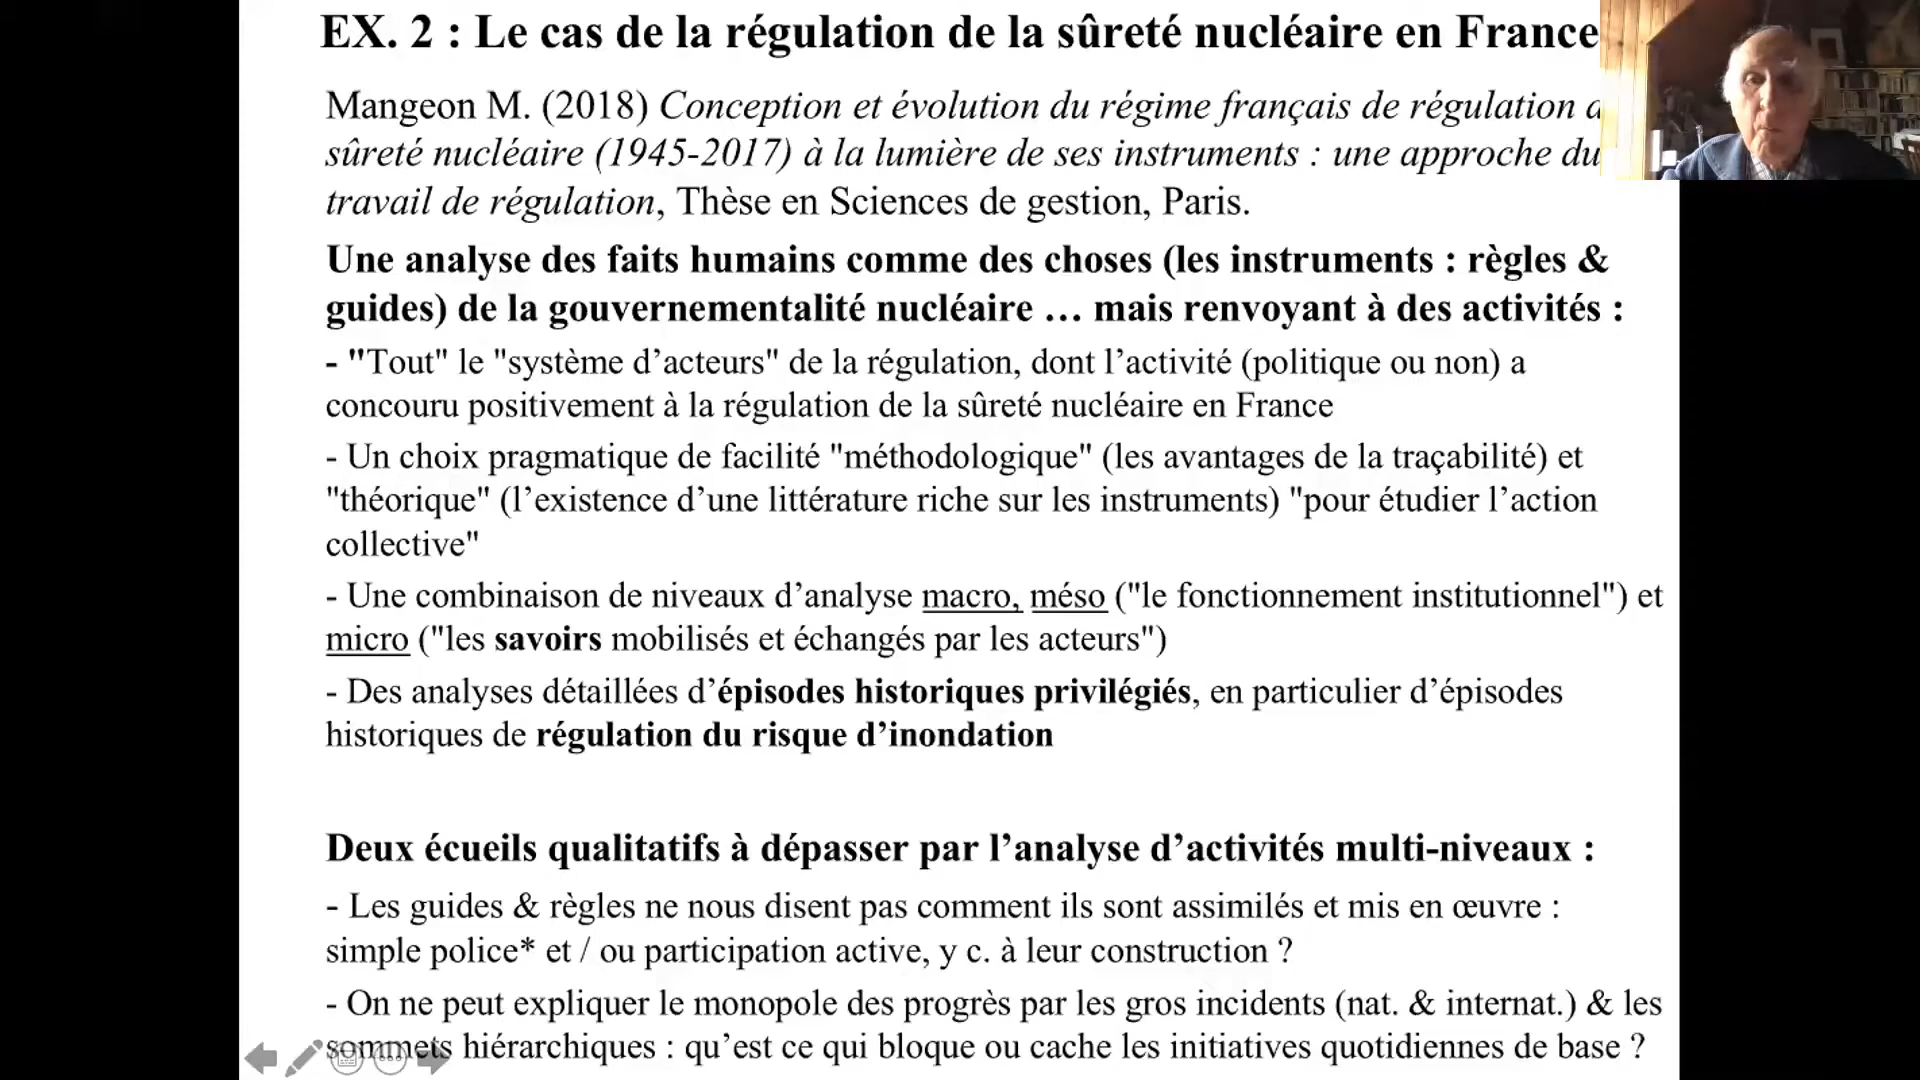 EX. 2 : Le cas de la régulation de la sûreté nucléaire en France
Mangeon M. (2018) Conception et évolution du régime français de régulation
sûreté nucléaire (1945-2017) à la lumière de ses instruments : une approche du
travail de régulation, Thèse en Sciences de gestion, Paris.
Une analyse des faits humains comme des choses (les instruments : règles &
guides) de la gouvernementalité nucléaire … mais renvoyant à des activités :
- "Tout" le "système d’acteurs" de la régulation, dont l’activité (politique ou non) a
concouru positivement à la régulation de la sûreté nucléaire en France
- Un choix pragmatique de facilité "méthodologique" (les avantages de la traçabilité) et
"théorique" (l’existence d’une littérature riche sur les instruments) "pour étudier l’action
collective"
- Une combinaison de niveaux d’analyse macro, méso ("le fonctionnement institutionnel") et
micro ("les savoirs mobilisés et échangés par les acteurs")
- Des analyses détaillées d’épisodes historiques privilégiés, en particulier d’épisodes
historiques de régulation du risque d’inondation
Deux écueils qualitatifs à dépasser par l’analyse d’activités multi-niveaux :
- Les guides & règles ne nous disent pas comment ils sont assimilés et mis en œuvre :
simple police* et / ou participation active, y c. à leur construction ?
- On ne peut expliquer le monopole des progrès par les gros incidents (nat. & internat.) & les
sommets hiérarchiques : qu’est ce qui bloque ou cache les initiatives quotidiennes de base ?